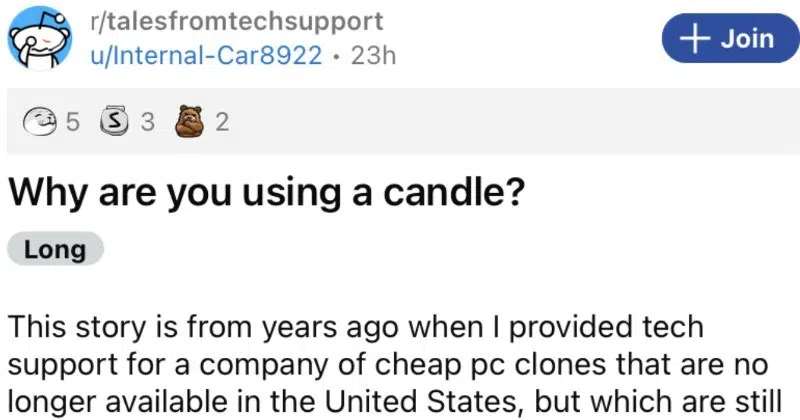 r/talesfromtechsupport
u/Internal-Car8922 • 23h
+ Join
5 S 3 2
Why are you using a candle?
Long
This story is from years ago when I provided tech
support for a company of cheap pc clones that are no
longer available in the United States, but which are still